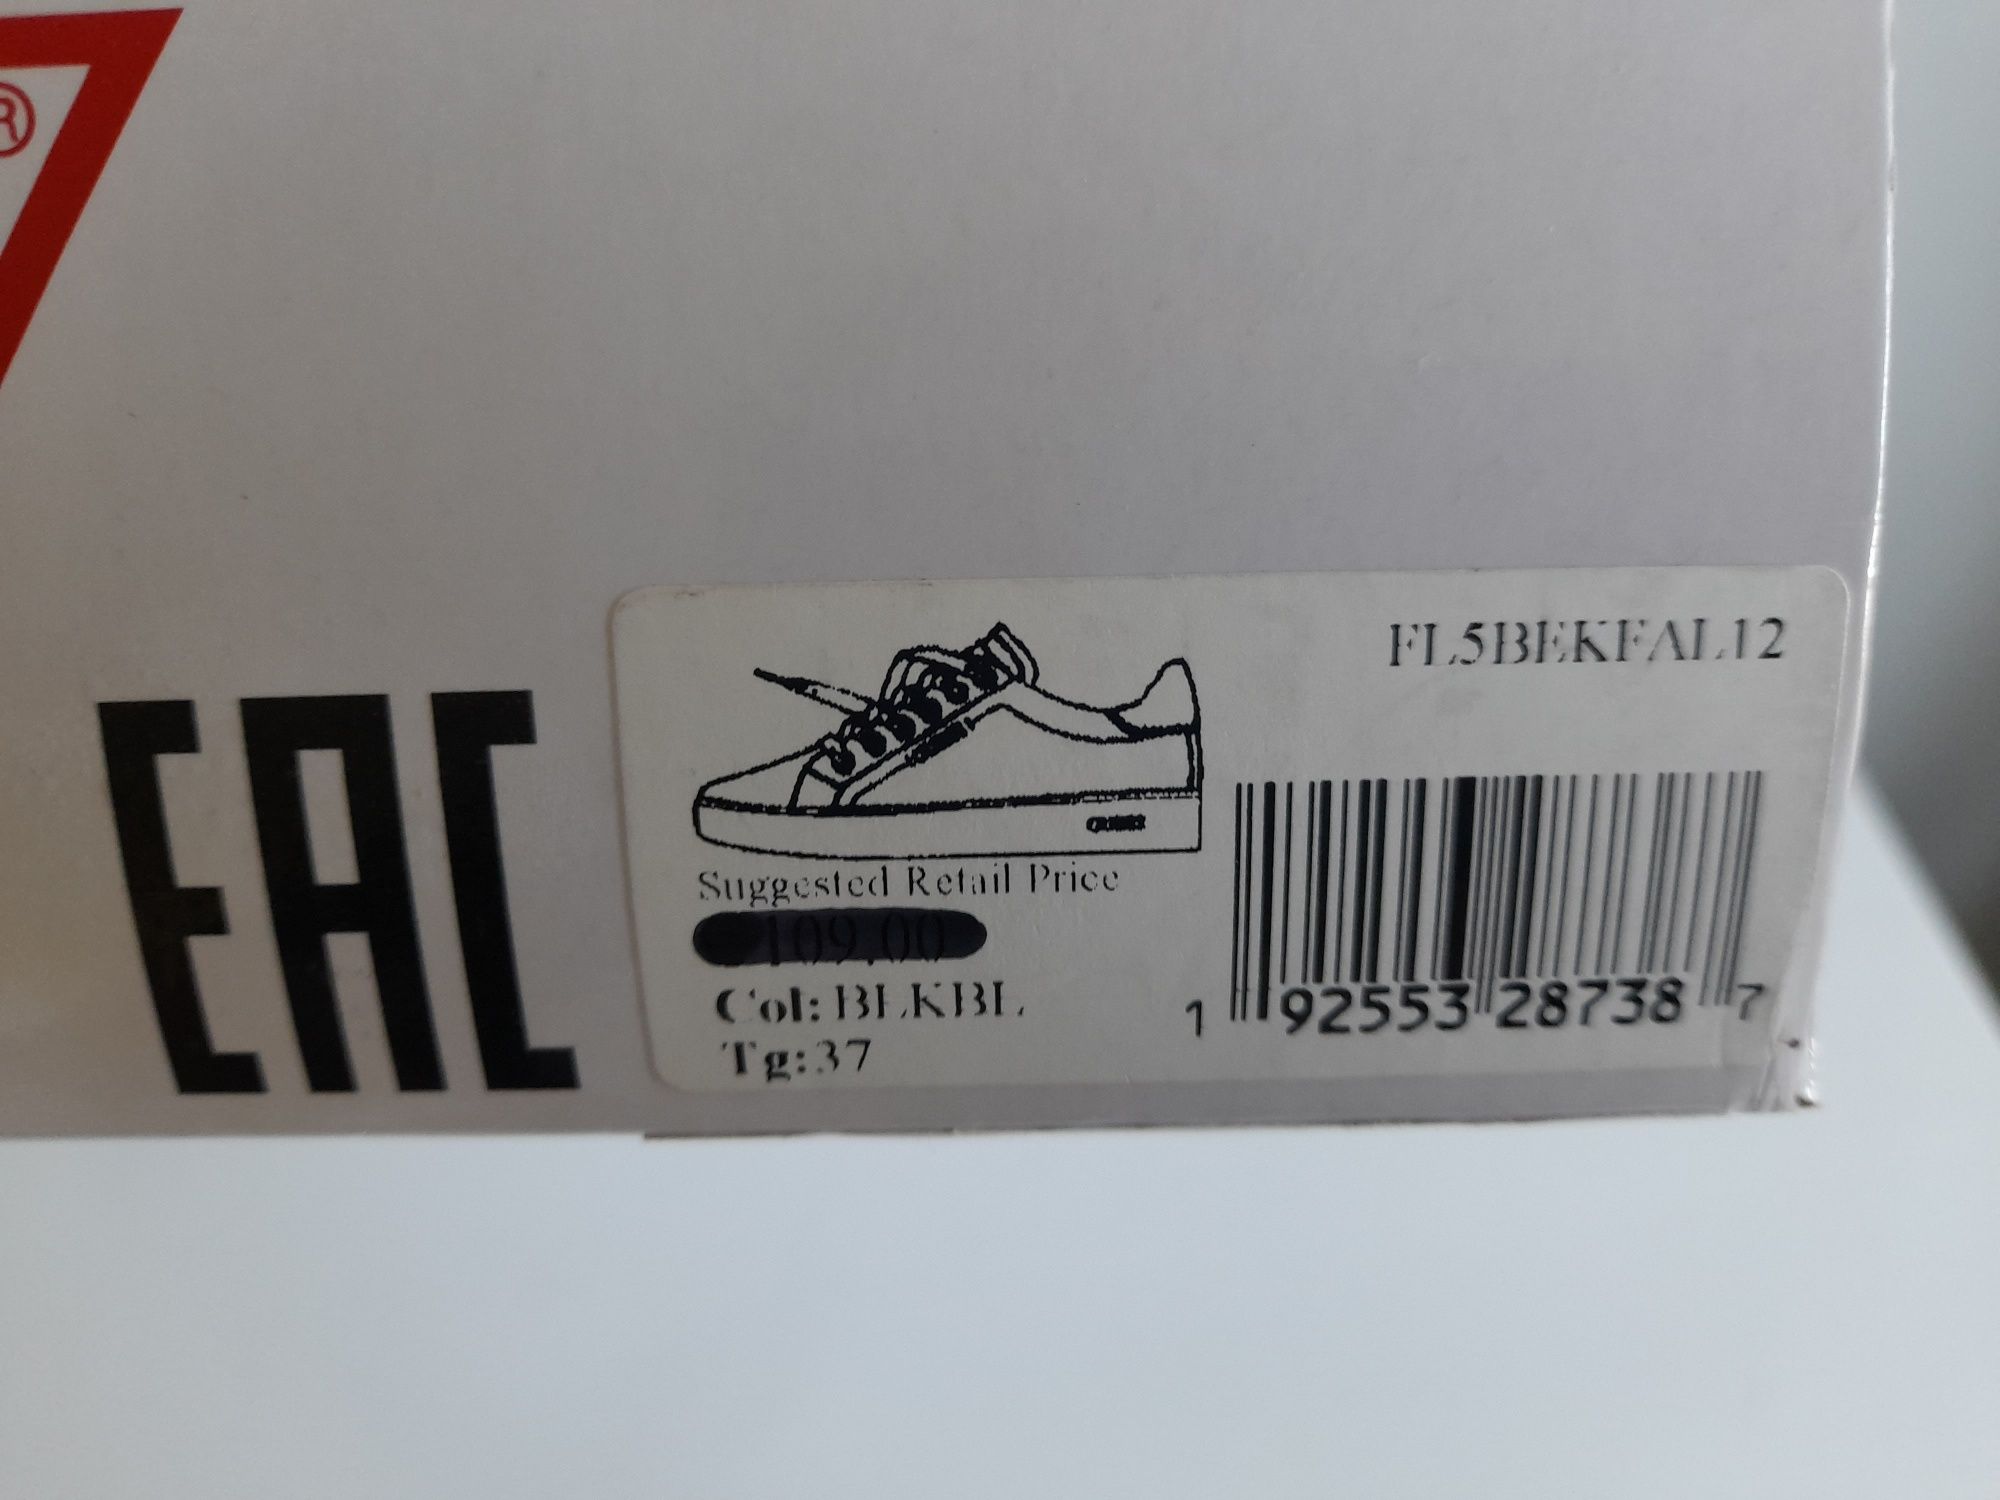 ®
EAC
FL5BEKFAL12
Suggested Retail Price
109.00
Col: BLKBL
Tg: 37
1 92553 28738 7